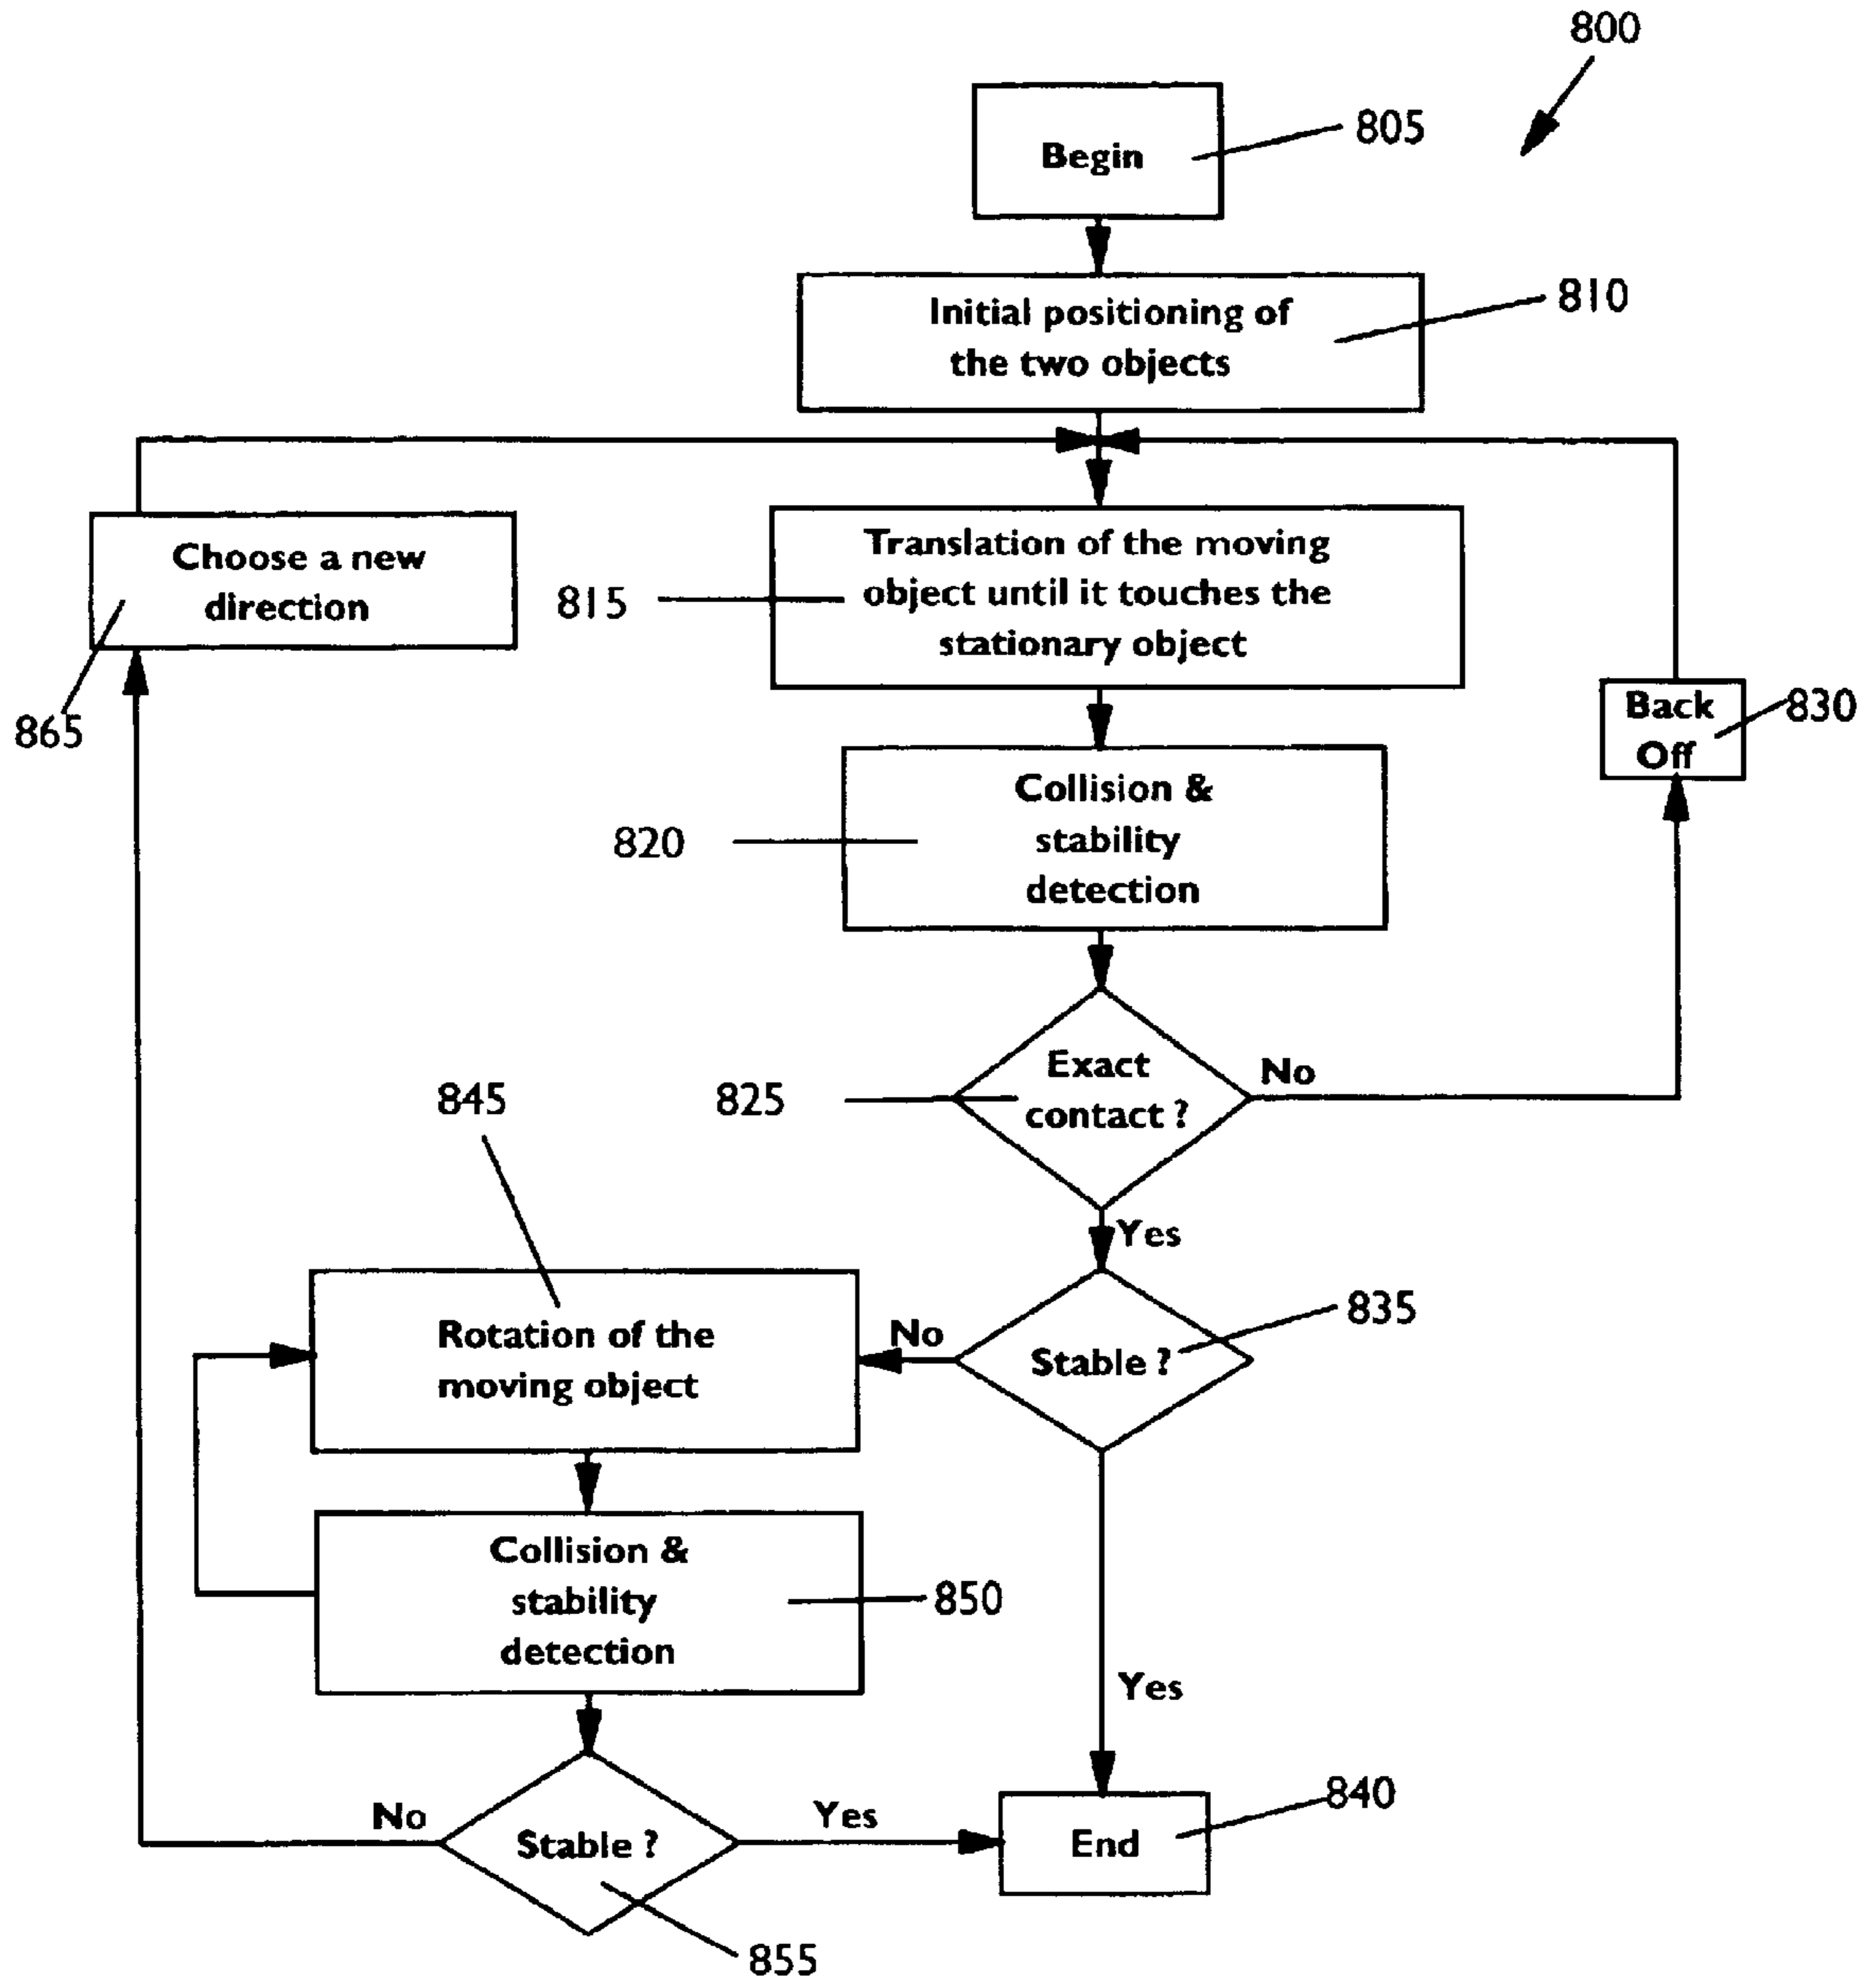 800
Begin
805
Initial positioning of
the two objects
810
Choose a new
direction
865
Translation of the moving
object until it touches the
stationary object
815
Back
Off
830
Collision &
stability
detection
820
Exact
contact ?
825
No
Yes
845
Rotation of the
moving object
No
Stable ?
835
Collision &
stability
detection
850
Yes
No
Stable ?
855
Yes
End
840